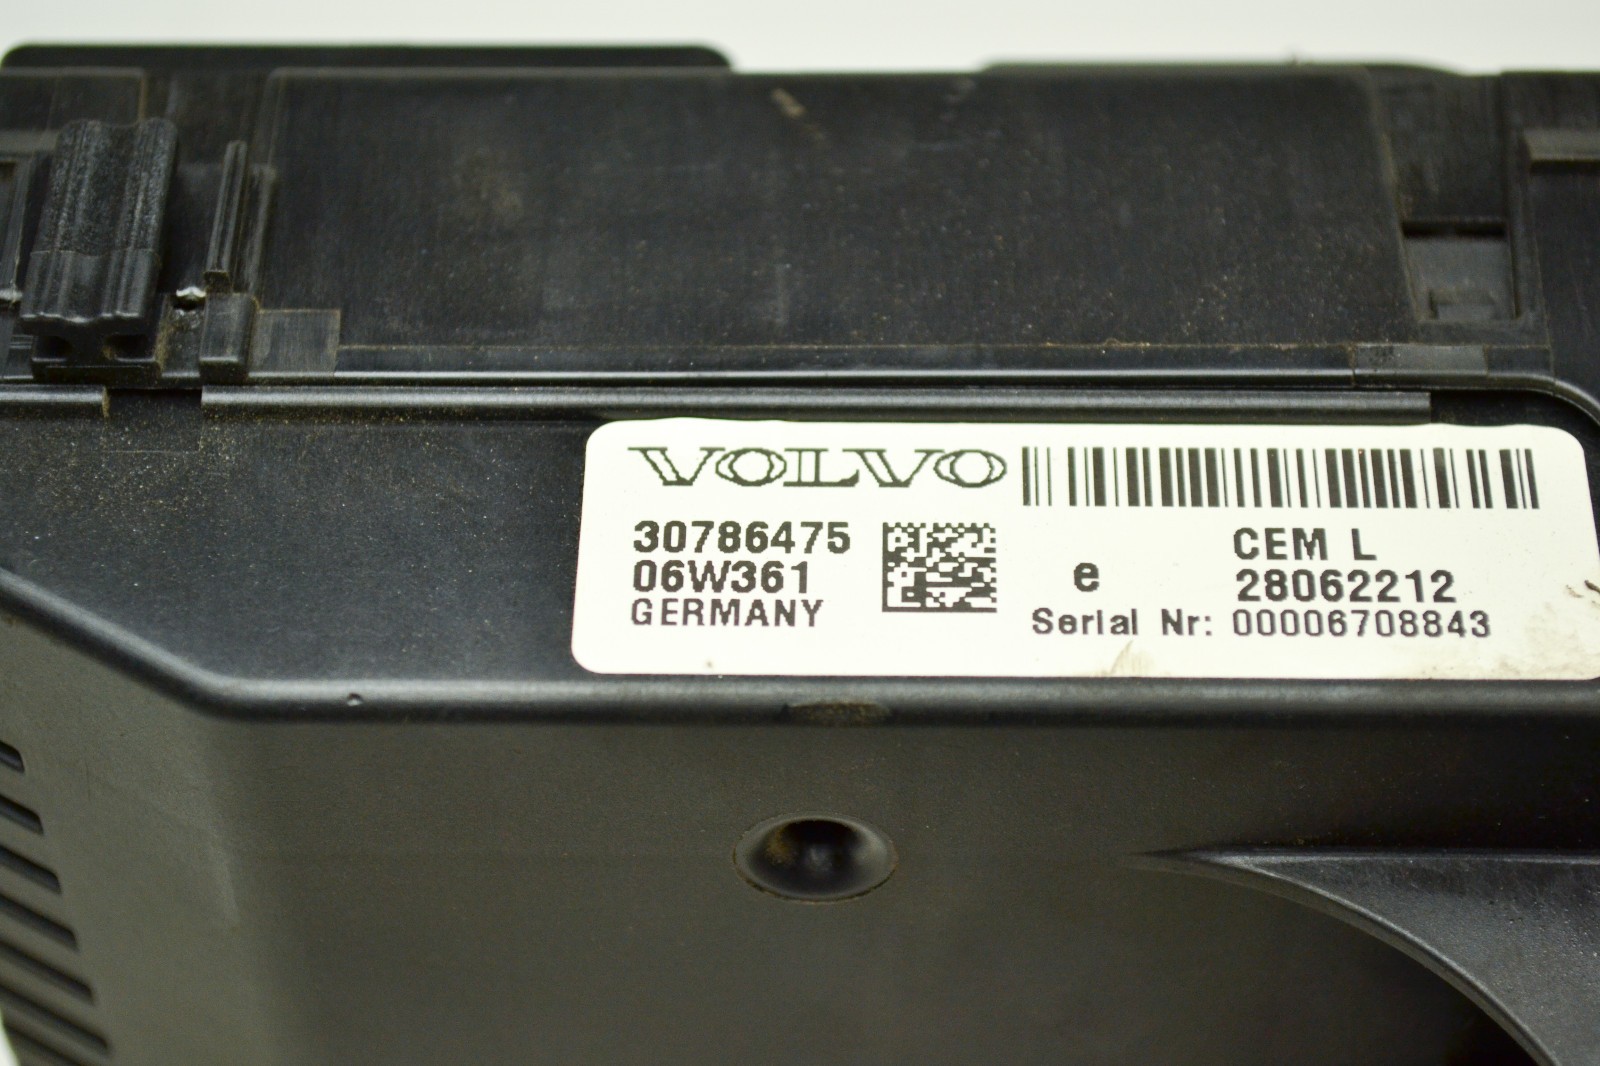 VOLVO
30786475
06W361
GERMANY
e
CEM L
28062212
Serial Nr: 00006708843